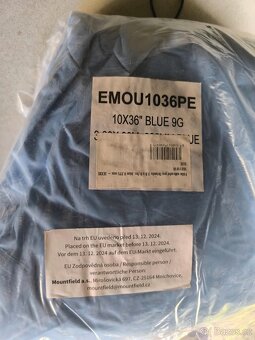 EMOU1036PE
10X36" BLUE 9G
BLUE
Na trh EU uvedeno před 13. 12. 2024.
Placed on the EU market before 13. 12. 2024.
Vor dem 13. 12. 2024 auf dem EU-Markt eingeführt.
EU Zodpovědná osoba / Responsible person /
verantwortliche Person:
Mountfield a.s., Mirošovická 697, CZ-25164 Mnichovice,
mountfield.cz